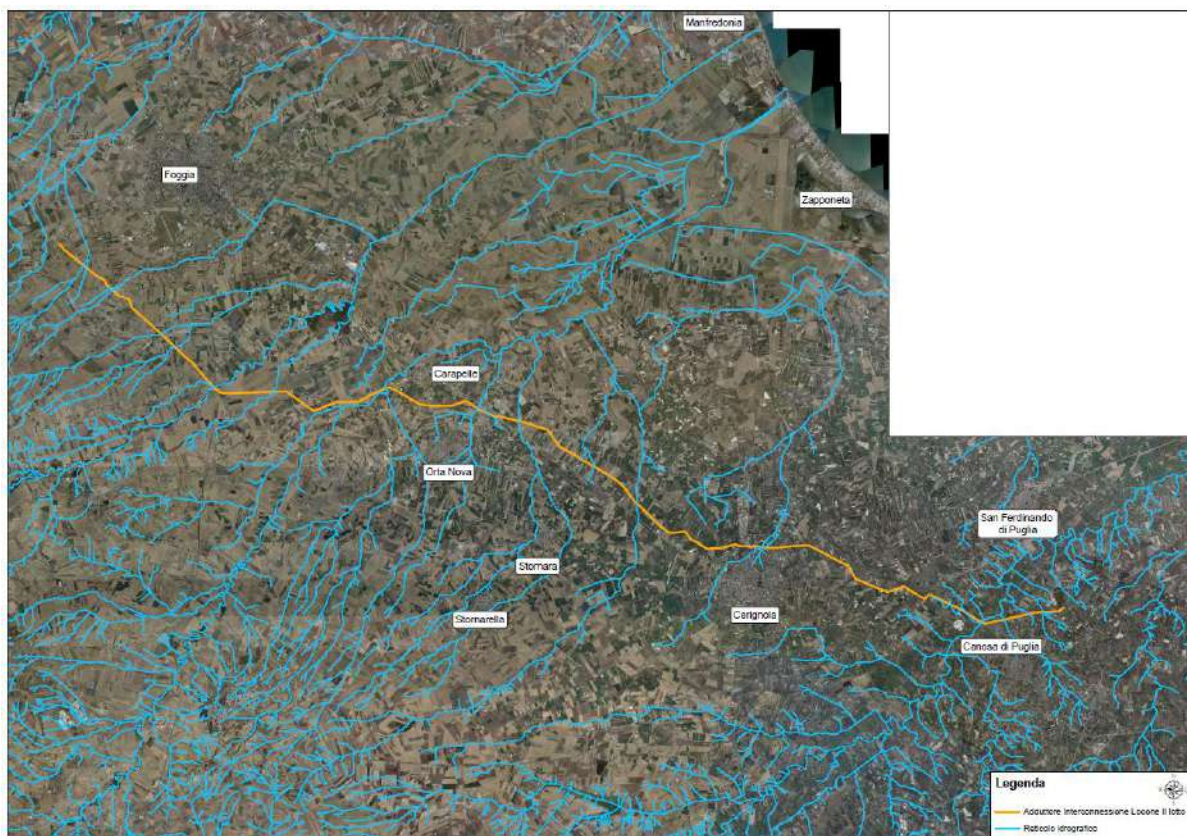 Manfredonia
Foggia
Zapponeta
Carapelle
Orta Nova
San Ferdinando
di Puglia
Stornara
Cerignola
Stornarella
Canosa di Puglia
Legenda
Adduttore Interconnessione Locone II lotto
Reticolo Idrografico